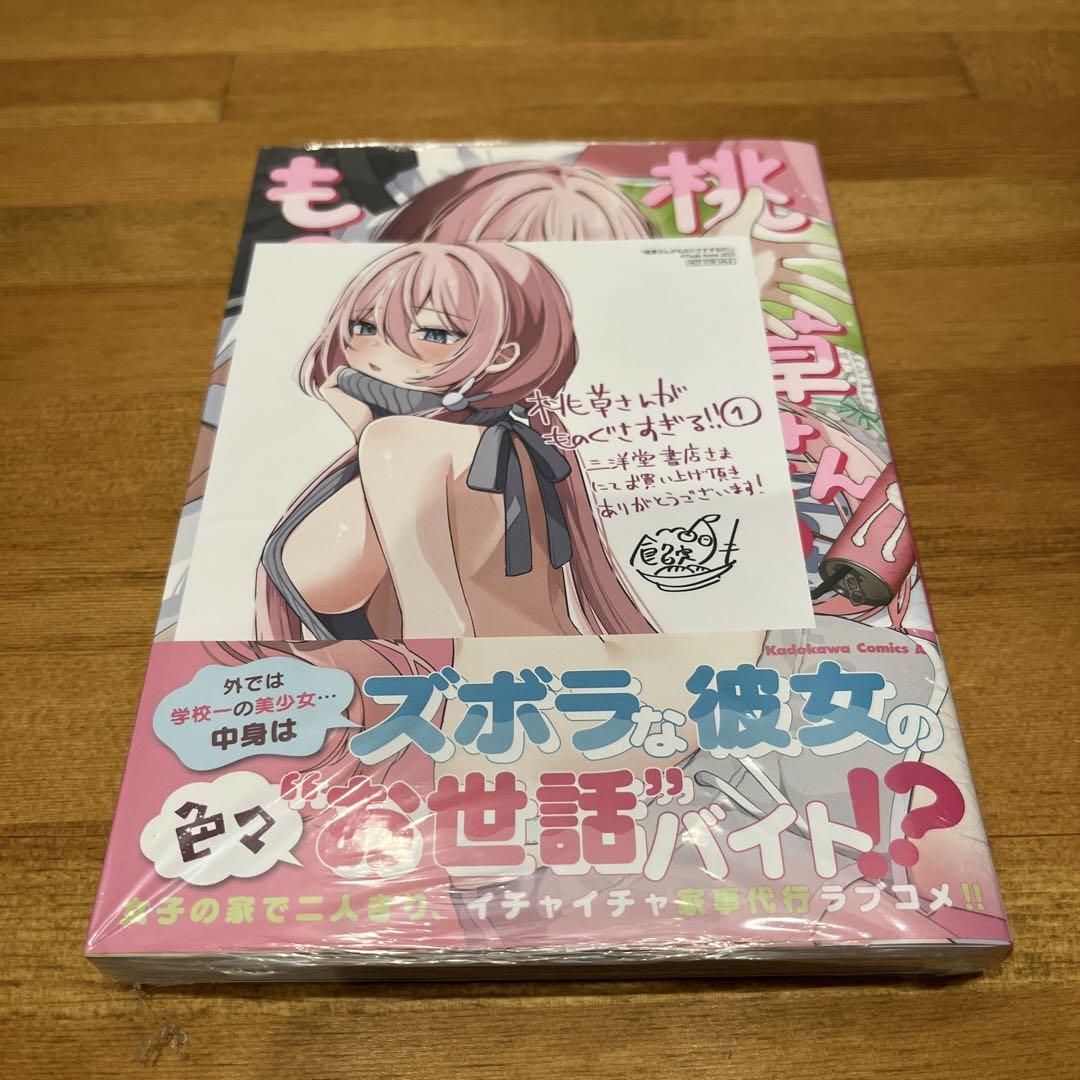 桃草さん
も
NOT FOR SALE
桃草さんが
ものぐさすぎる!!①
三洋堂書店さま
にてお買い上げ頂き
ありがとうございます!
Kadokawa Comics A
外では
学校一の美少女…
中身は
ズボラな彼女の
色々
“お世話”バイト!?
女子の家で二人きり、イチャイチャ家事代行ラブコメ!!